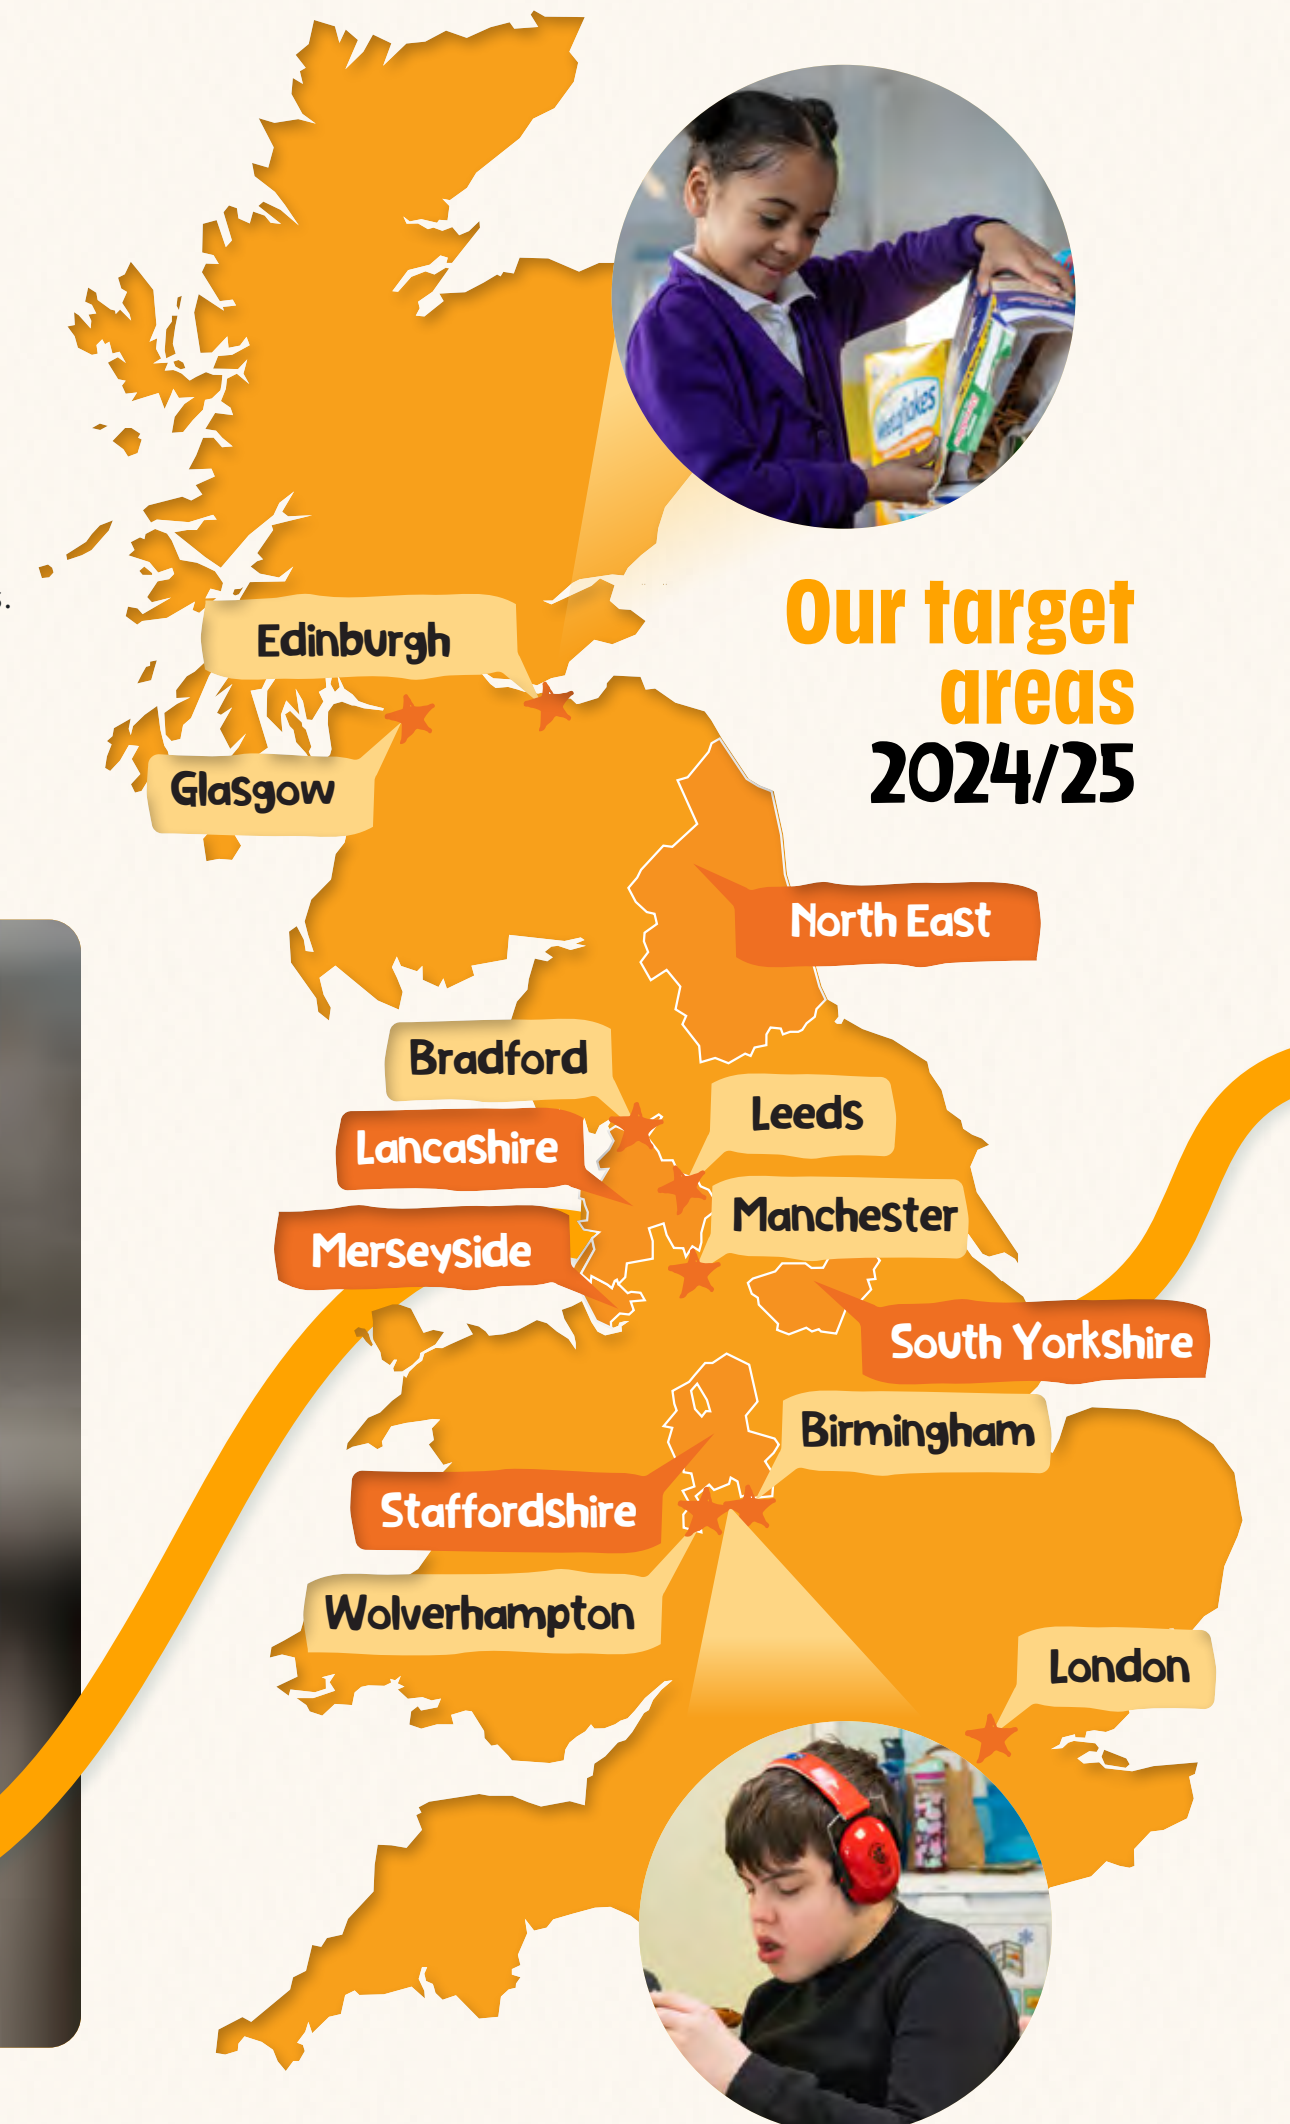 Weetaflakes
s.
Our target
areas
2024/25
Edinburgh
Glasgow
North East
Bradford
Leeds
Lancashire
Manchester
Merseyside
South Yorkshire
Birmingham
Staffordshire
Wolverhampton
London